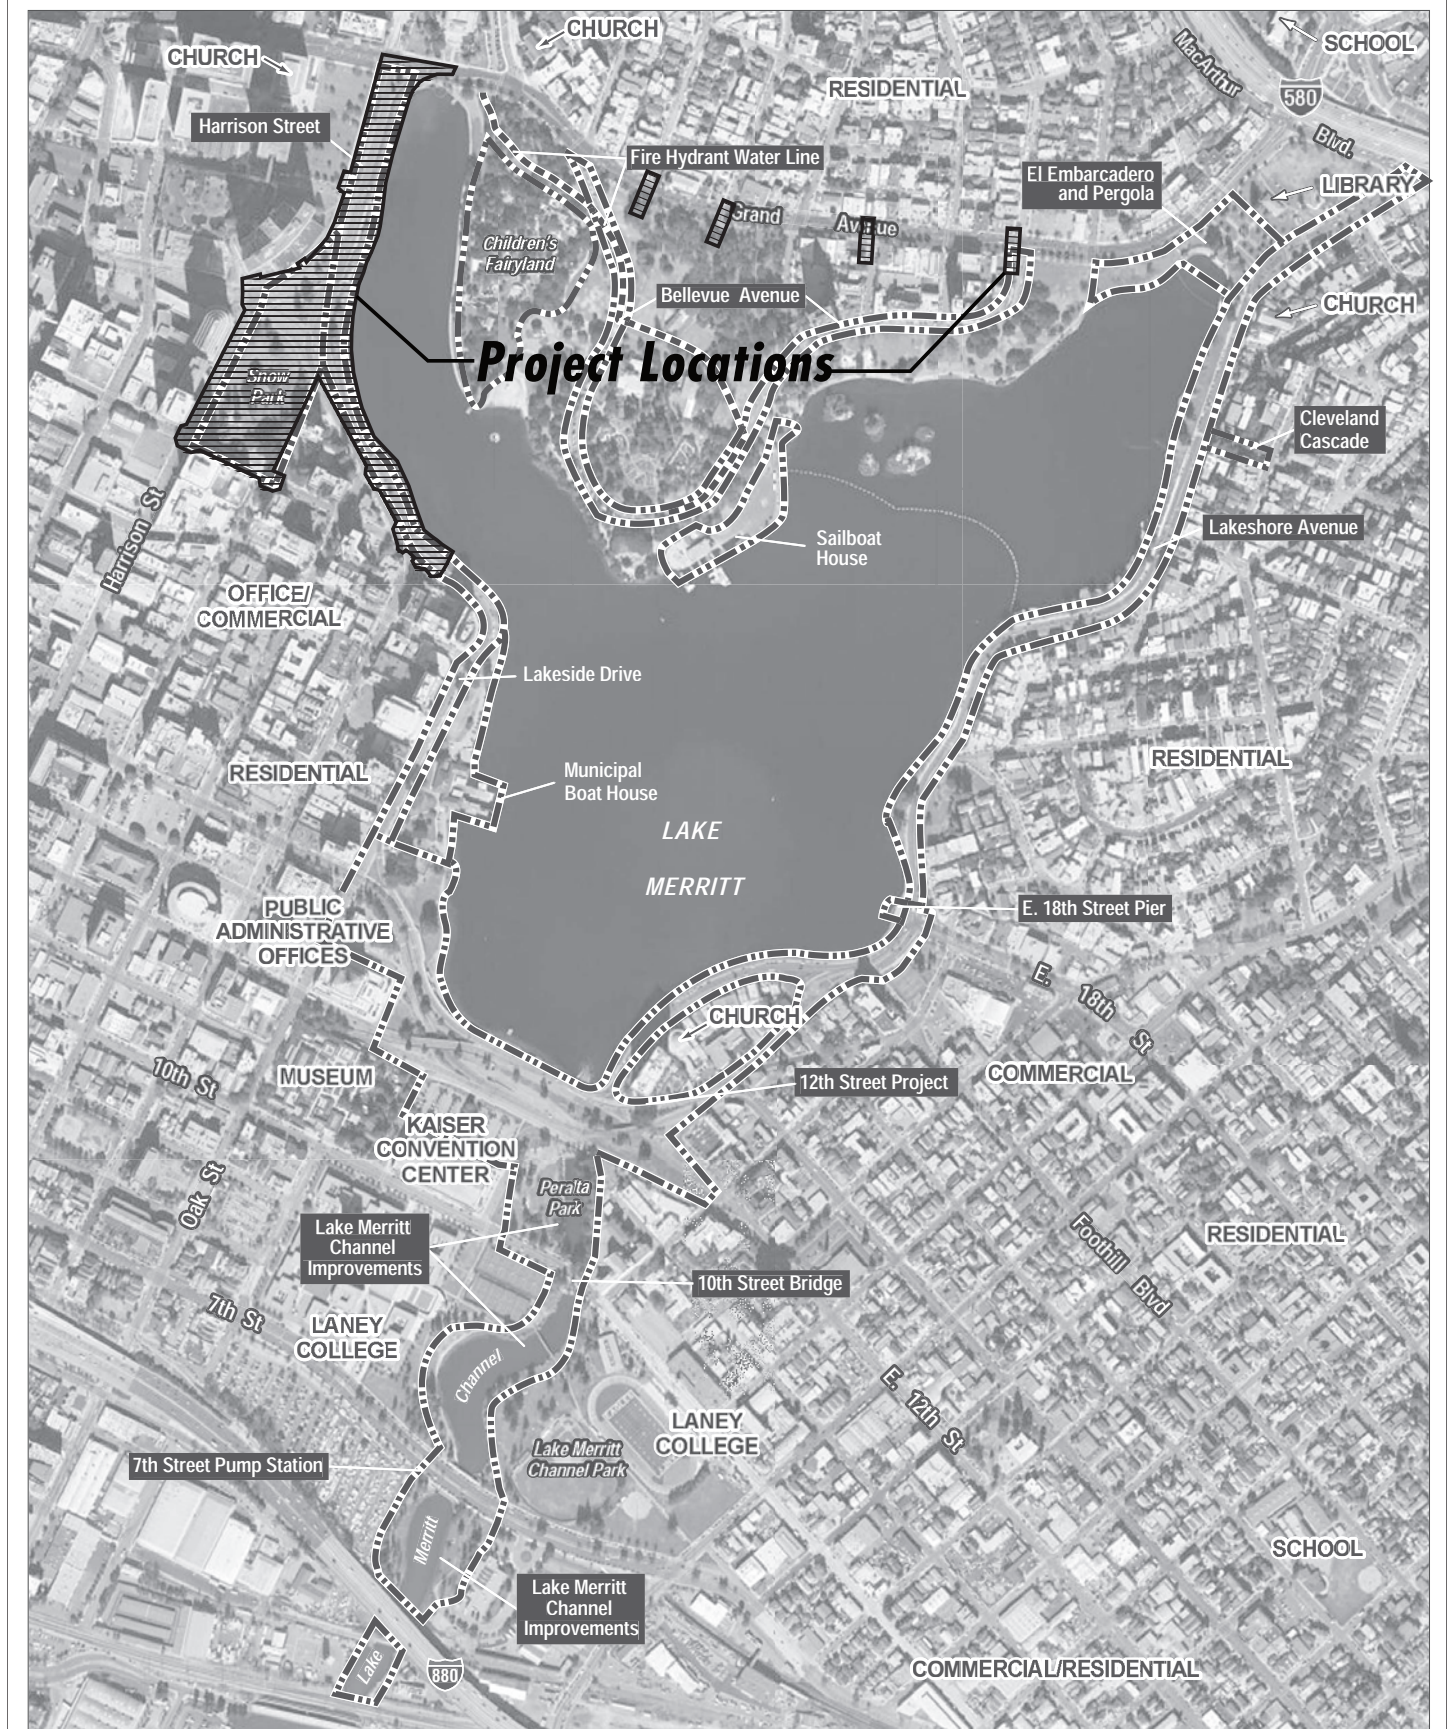 CHURCH
CHURCH
SCHOOL
MacArthur
580
Blvd.
RESIDENTIAL
Harrison Street
Fire Hydrant Water Line
El Embarcadero
and Pergola
LIBRARY
Grand
Avenue
Children's
Fairyland
Bellevue Avenue
CHURCH
Project Locations
Snow
Park
Cleveland
Cascade
Harrison St
Lakeshore Avenue
Sailboat
House
OFFICE/
COMMERCIAL
Lakeside Drive
RESIDENTIAL
RESIDENTIAL
Municipal
Boat House
LAKE
MERRITT
PUBLIC
ADMINISTRATIVE
OFFICES
E. 18th Street Pier
E. 18th St
CHURCH
10th St
MUSEUM
COMMERCIAL
12th Street Project
KAISER
CONVENTION
CENTER
Oak St
Peralta
Park
Lake Merritt
Channel
Improvements
Foothill Blvd
RESIDENTIAL
10th Street Bridge
7th St
LANEY
COLLEGE
Channel
E. 12th St
LANEY
COLLEGE
Lake Merritt
Channel Park
7th Street Pump Station
Merritt
SCHOOL
Lake Merritt
Channel
Improvements
Lake
880
COMMERCIAL/RESIDENTIAL